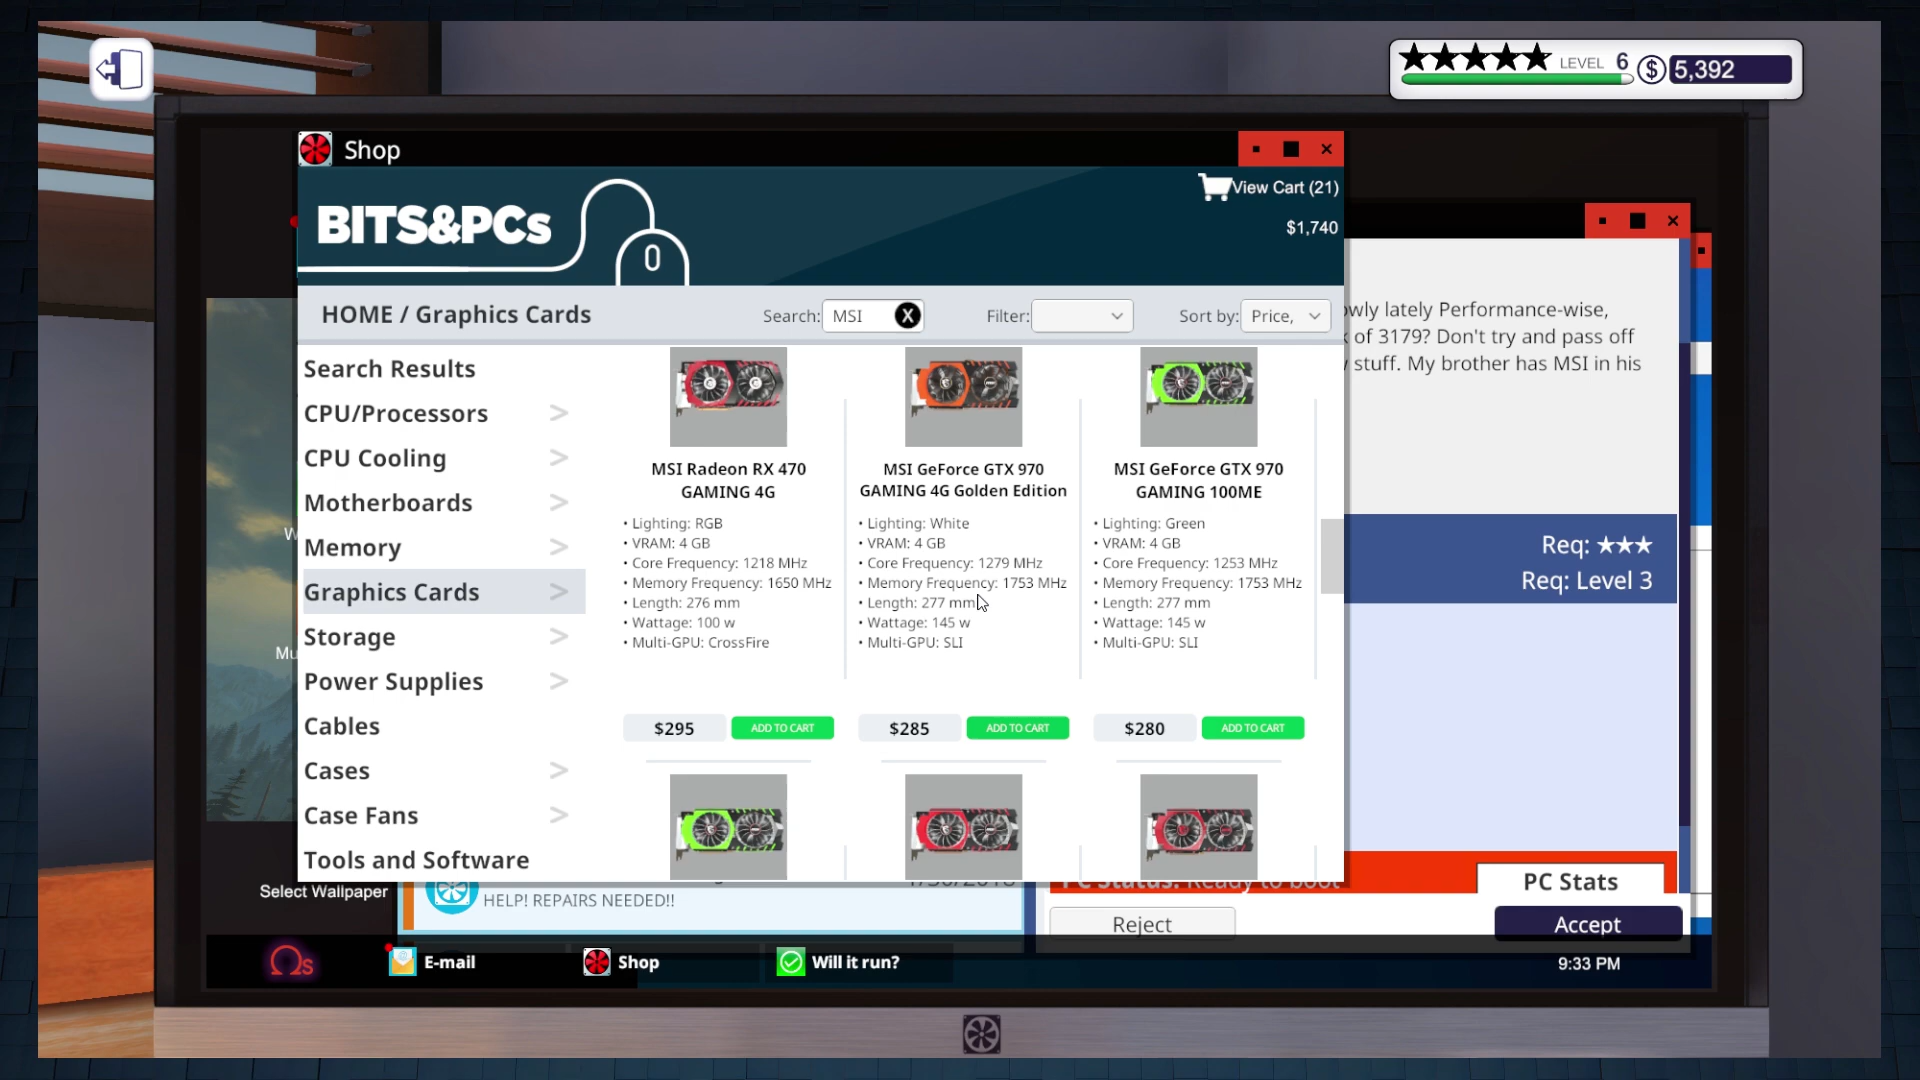 LEVEL 6
$ 5,392
Shop
View Cart (21)
BITS&PCs
$1,740
HOME / Graphics Cards
Search: MSI X
Filter:
Sort by: Price,
owly lately Performance-wise,
of 3179? Don't try and pass off
stuff. My brother has MSI in his
Search Results
CPU/Processors >
CPU Cooling >
Motherboards >
Memory >
Graphics Cards >
Storage >
Power Supplies >
Cables
Cases >
Case Fans >
Tools and Software
MSI Radeon RX 470
GAMING 4G
• Lighting: RGB
• VRAM: 4 GB
• Core Frequency: 1218 MHz
• Memory Frequency: 1650 MHz
• Length: 276 mm
• Wattage: 100 w
• Multi-GPU: CrossFire
$295
ADD TO CART
MSI GeForce GTX 970
GAMING 4G Golden Edition
• Lighting: White
• VRAM: 4 GB
• Core Frequency: 1279 MHz
• Memory Frequency: 1753 MHz
• Length: 277 mm
• Wattage: 145 w
• Multi-GPU: SLI
$285
ADD TO CART
MSI GeForce GTX 970
GAMING 100ME
• Lighting: Green
• VRAM: 4 GB
• Core Frequency: 1253 MHz
• Memory Frequency: 1753 MHz
• Length: 277 mm
• Wattage: 145 w
• Multi-GPU: SLI
$280
ADD TO CART
Req: ★★★
Req: Level 3
W
Mu
Select Wallpaper
HELP! REPAIRS NEEDED!!
PC Status: Ready to boot
PC Stats
Reject
Accept
Ωs
E-mail
Shop
Will it run?
9:33 PM